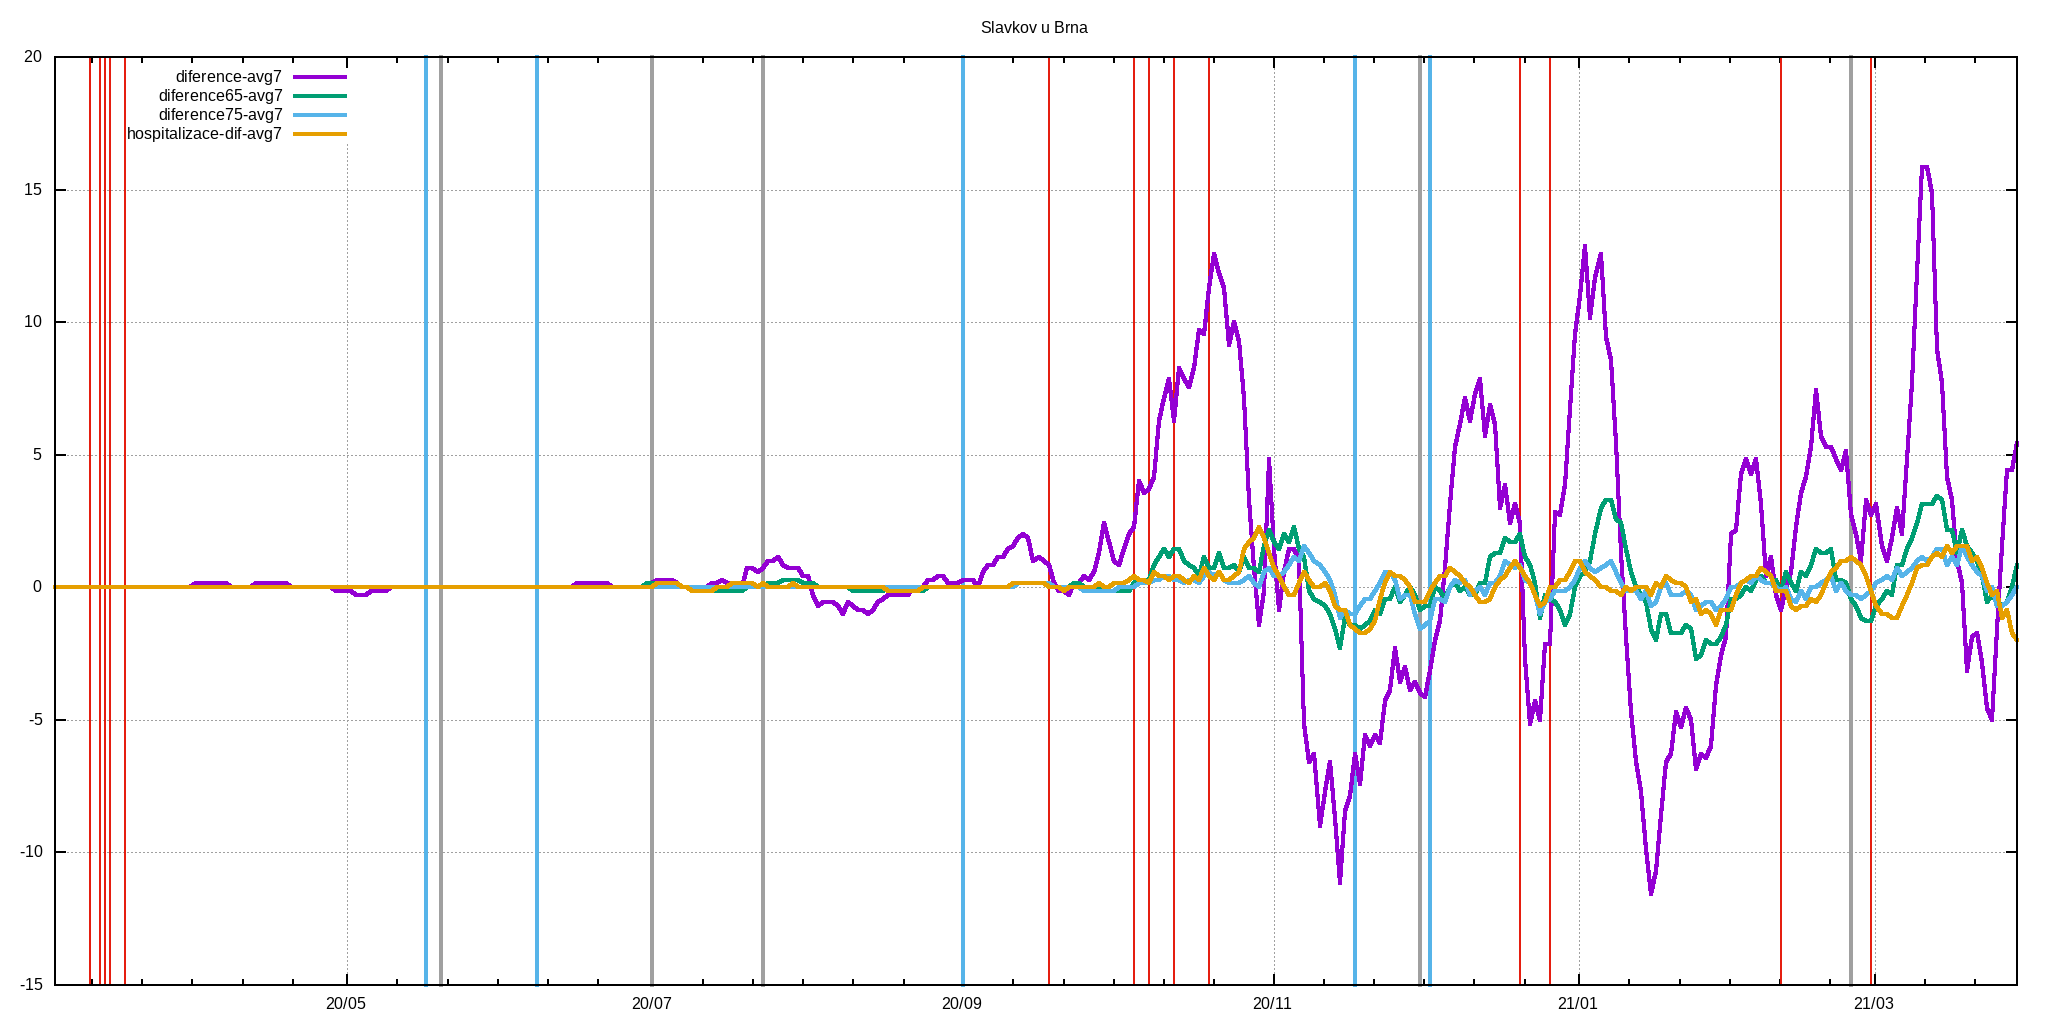 Slavkov u Brna
20
15
10
5
0
-5
-10
-15
diference-avg7
diference65-avg7
diference75-avg7
hospitalizace-dif-avg7
20/05
20/07
20/09
20/11
21/01
21/03